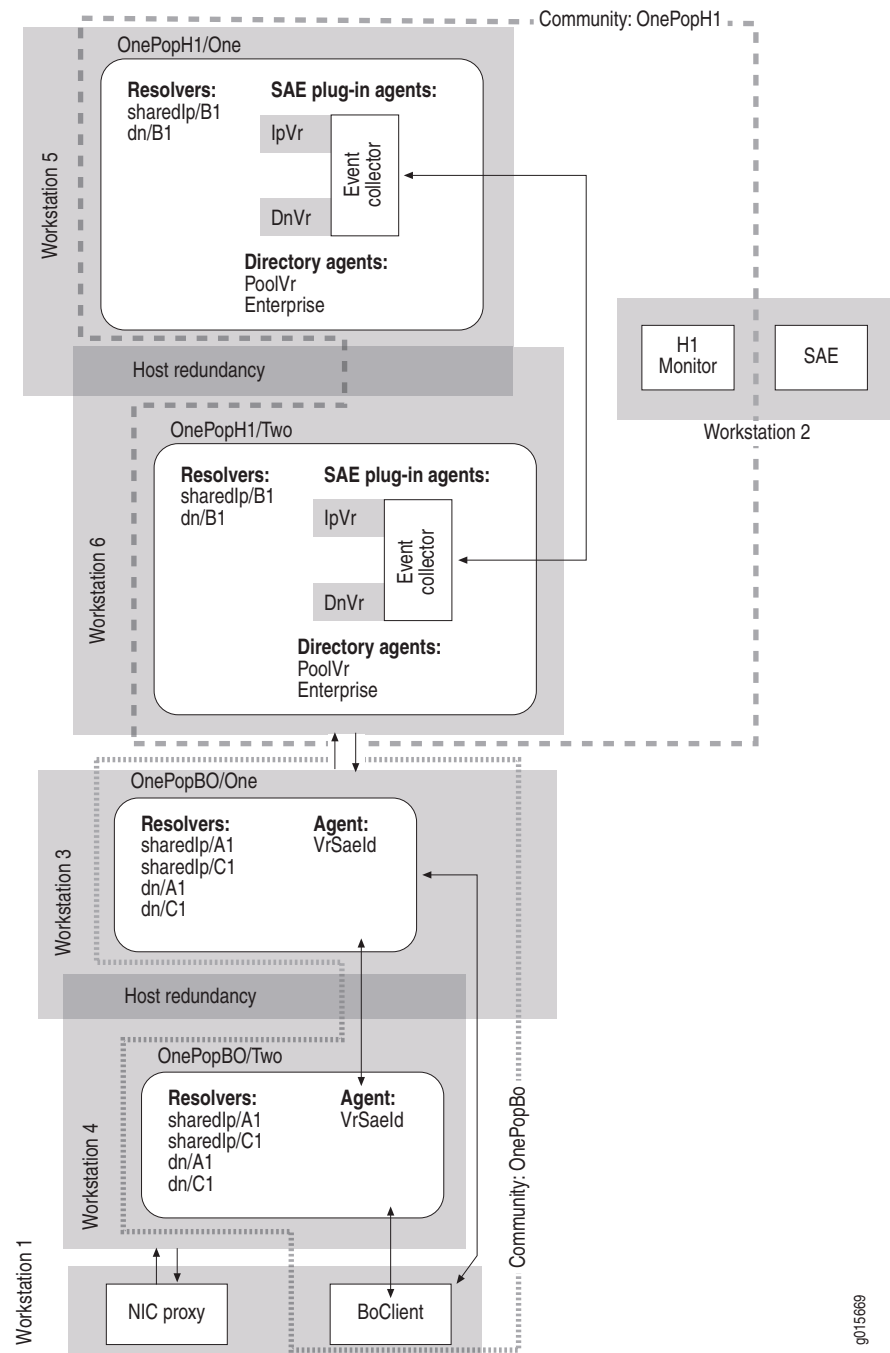 Community: OnePopH1
OnePopH1/One
Workstation 5
Resolvers:
sharedIp/B1
dn/B1
SAE plug-in agents:
IpVr
DnVr
Event
collector
Directory agents:
PoolVr
Enterprise
Host redundancy
H1
Monitor
SAE
Workstation 2
OnePopH1/Two
Workstation 6
Resolvers:
sharedIp/B1
dn/B1
SAE plug-in agents:
IpVr
DnVr
Event
collector
Directory agents:
PoolVr
Enterprise
OnePopBO/One
Workstation 3
Resolvers:
sharedIp/A1
sharedIp/C1
dn/A1
dn/C1
Agent:
VrSaeId
Host redundancy
OnePopBO/Two
Workstation 4
Resolvers:
sharedIp/A1
sharedIp/C1
dn/A1
dn/C1
Agent:
VrSaeId
Community: OnePopBo
Workstation 1
NIC proxy
BoClient
g015669